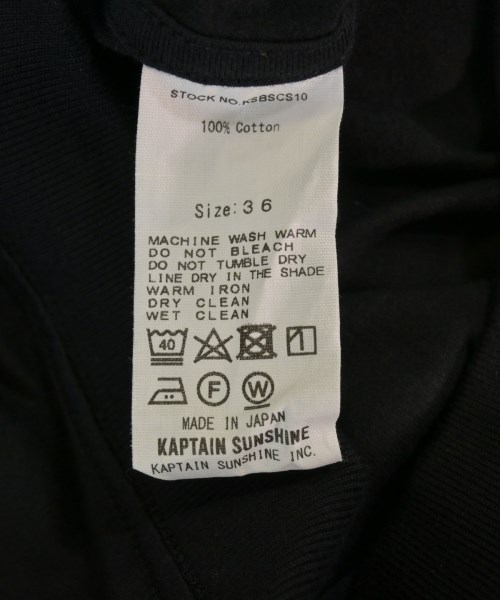 STOCK NO.KSBSCS10
100% Cotton
Size:36
MACHINE WASH WARM
DO NOT BLEACH
DO NOT TUMBLE DRY
LINE DRY IN THE SHADE
WARM IRON
DRY CLEAN
WET CLEAN
40
F W
MADE IN JAPAN
KAPTAIN SUNSHINE
KAPTAIN SUNSHINE INC.